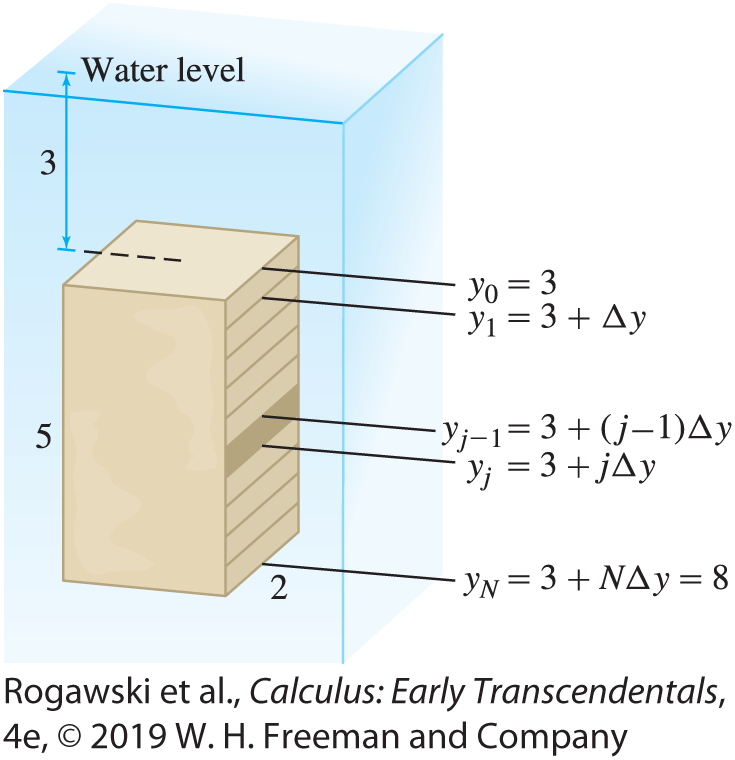 Water level
3
y₀ = 3
y₁ = 3 + Δy
5
yⱼ₋₁= 3 + (j−1)Δy
yⱼ = 3 + jΔy
y_N = 3 + NΔy = 8
2
Rogawski et al., Calculus: Early Transcendentals,
4e, © 2019 W. H. Freeman and Company